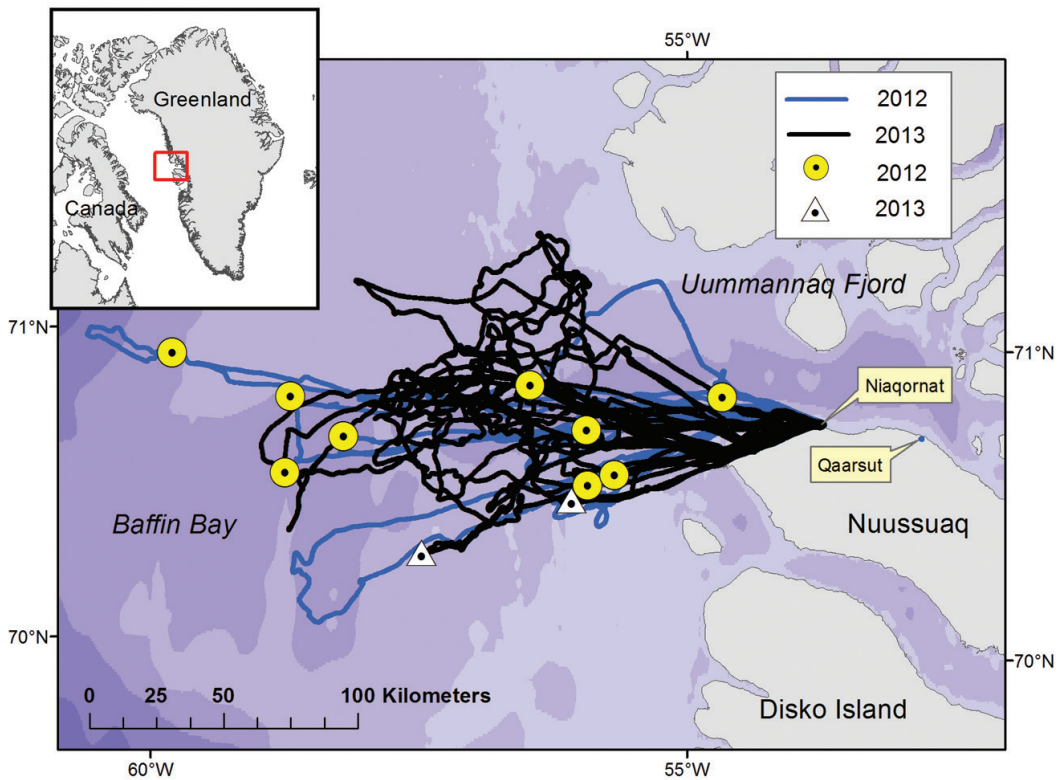 55°W
Greenland
Canada
2012
2013
2012
2013
Uummannaq Fjord
71°N
71°N
Niaqornat
Qaarsut
Baffin Bay
Nuussuaq
70°N
70°N
0 25 50 100 Kilometers
Disko Island
60°W 55°W